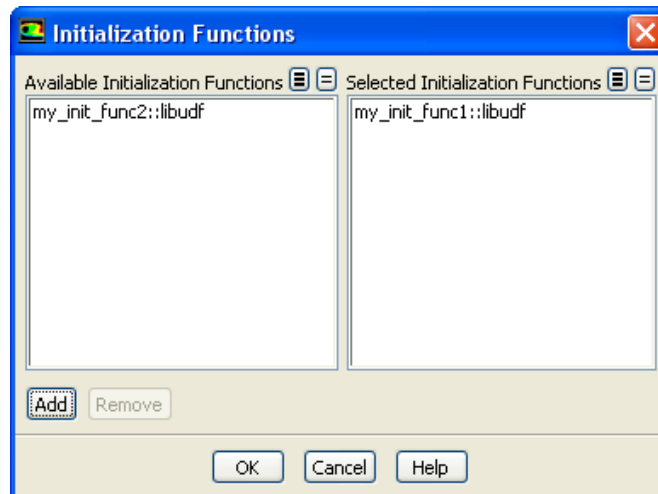 Initialization Functions
Available Initialization Functions Selected Initialization Functions
my_init_func2::libudf my_init_func1::libudf
Add Remove
OK Cancel Help